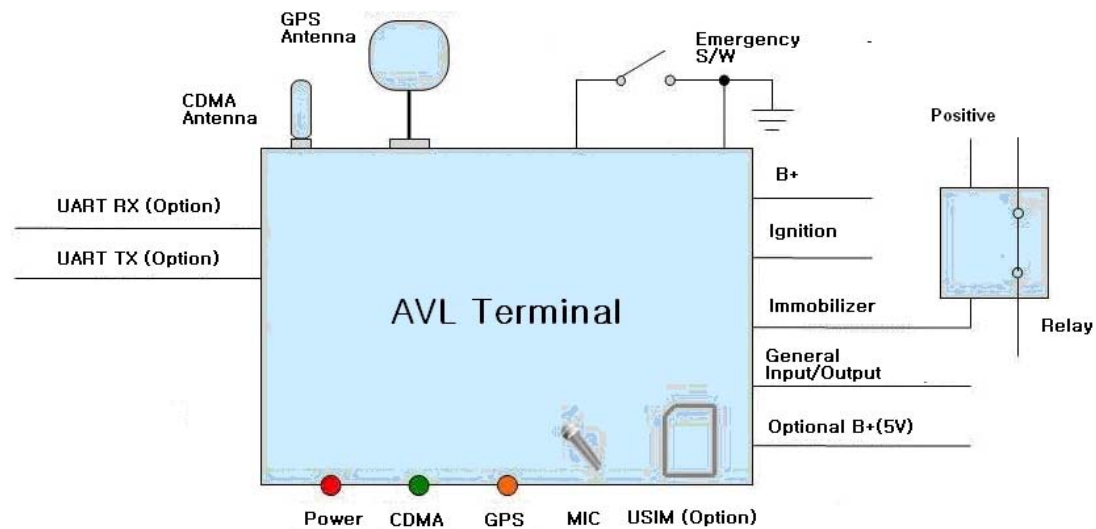 GPS
Antenna
Emergency
S/W
CDMA
Antenna
Positive
B+
UART RX (Option)
Ignition
UART TX (Option)
AVL Terminal
Immobilizer
Relay
General
Input/Output
Optional B+(5V)
Power
CDMA
GPS
MIC
USIM (Option)